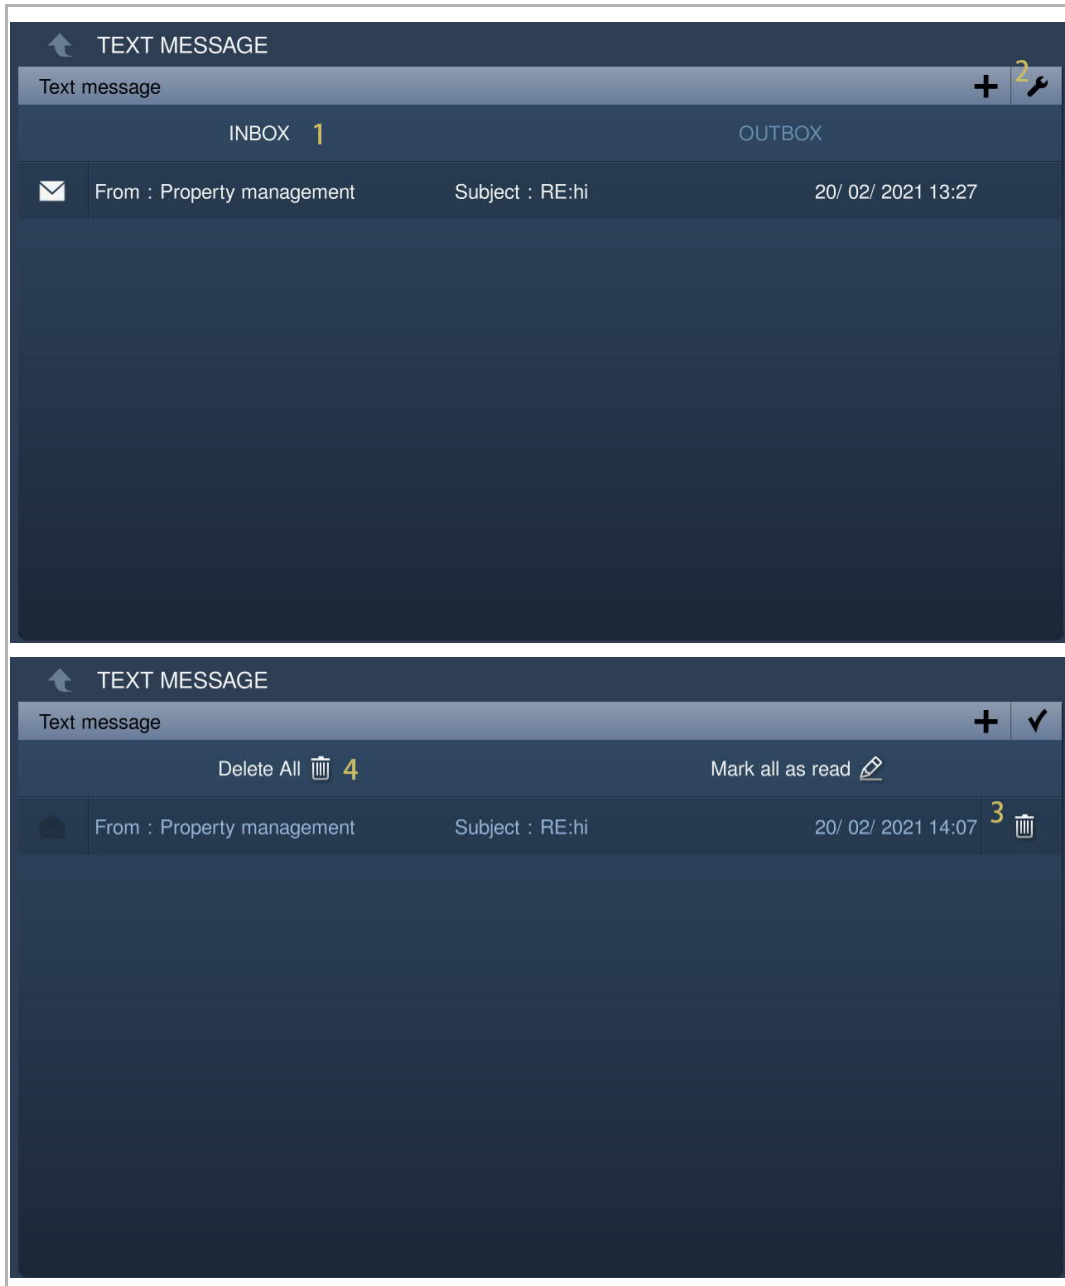 TEXT MESSAGE
Text message 2
INBOX 1 OUTBOX
From : Property management Subject : RE:hi 20/ 02/ 2021 13:27
TEXT MESSAGE
Text message
Delete All 4 Mark all as read
From : Property management Subject : RE:hi 20/ 02/ 2021 14:07 3